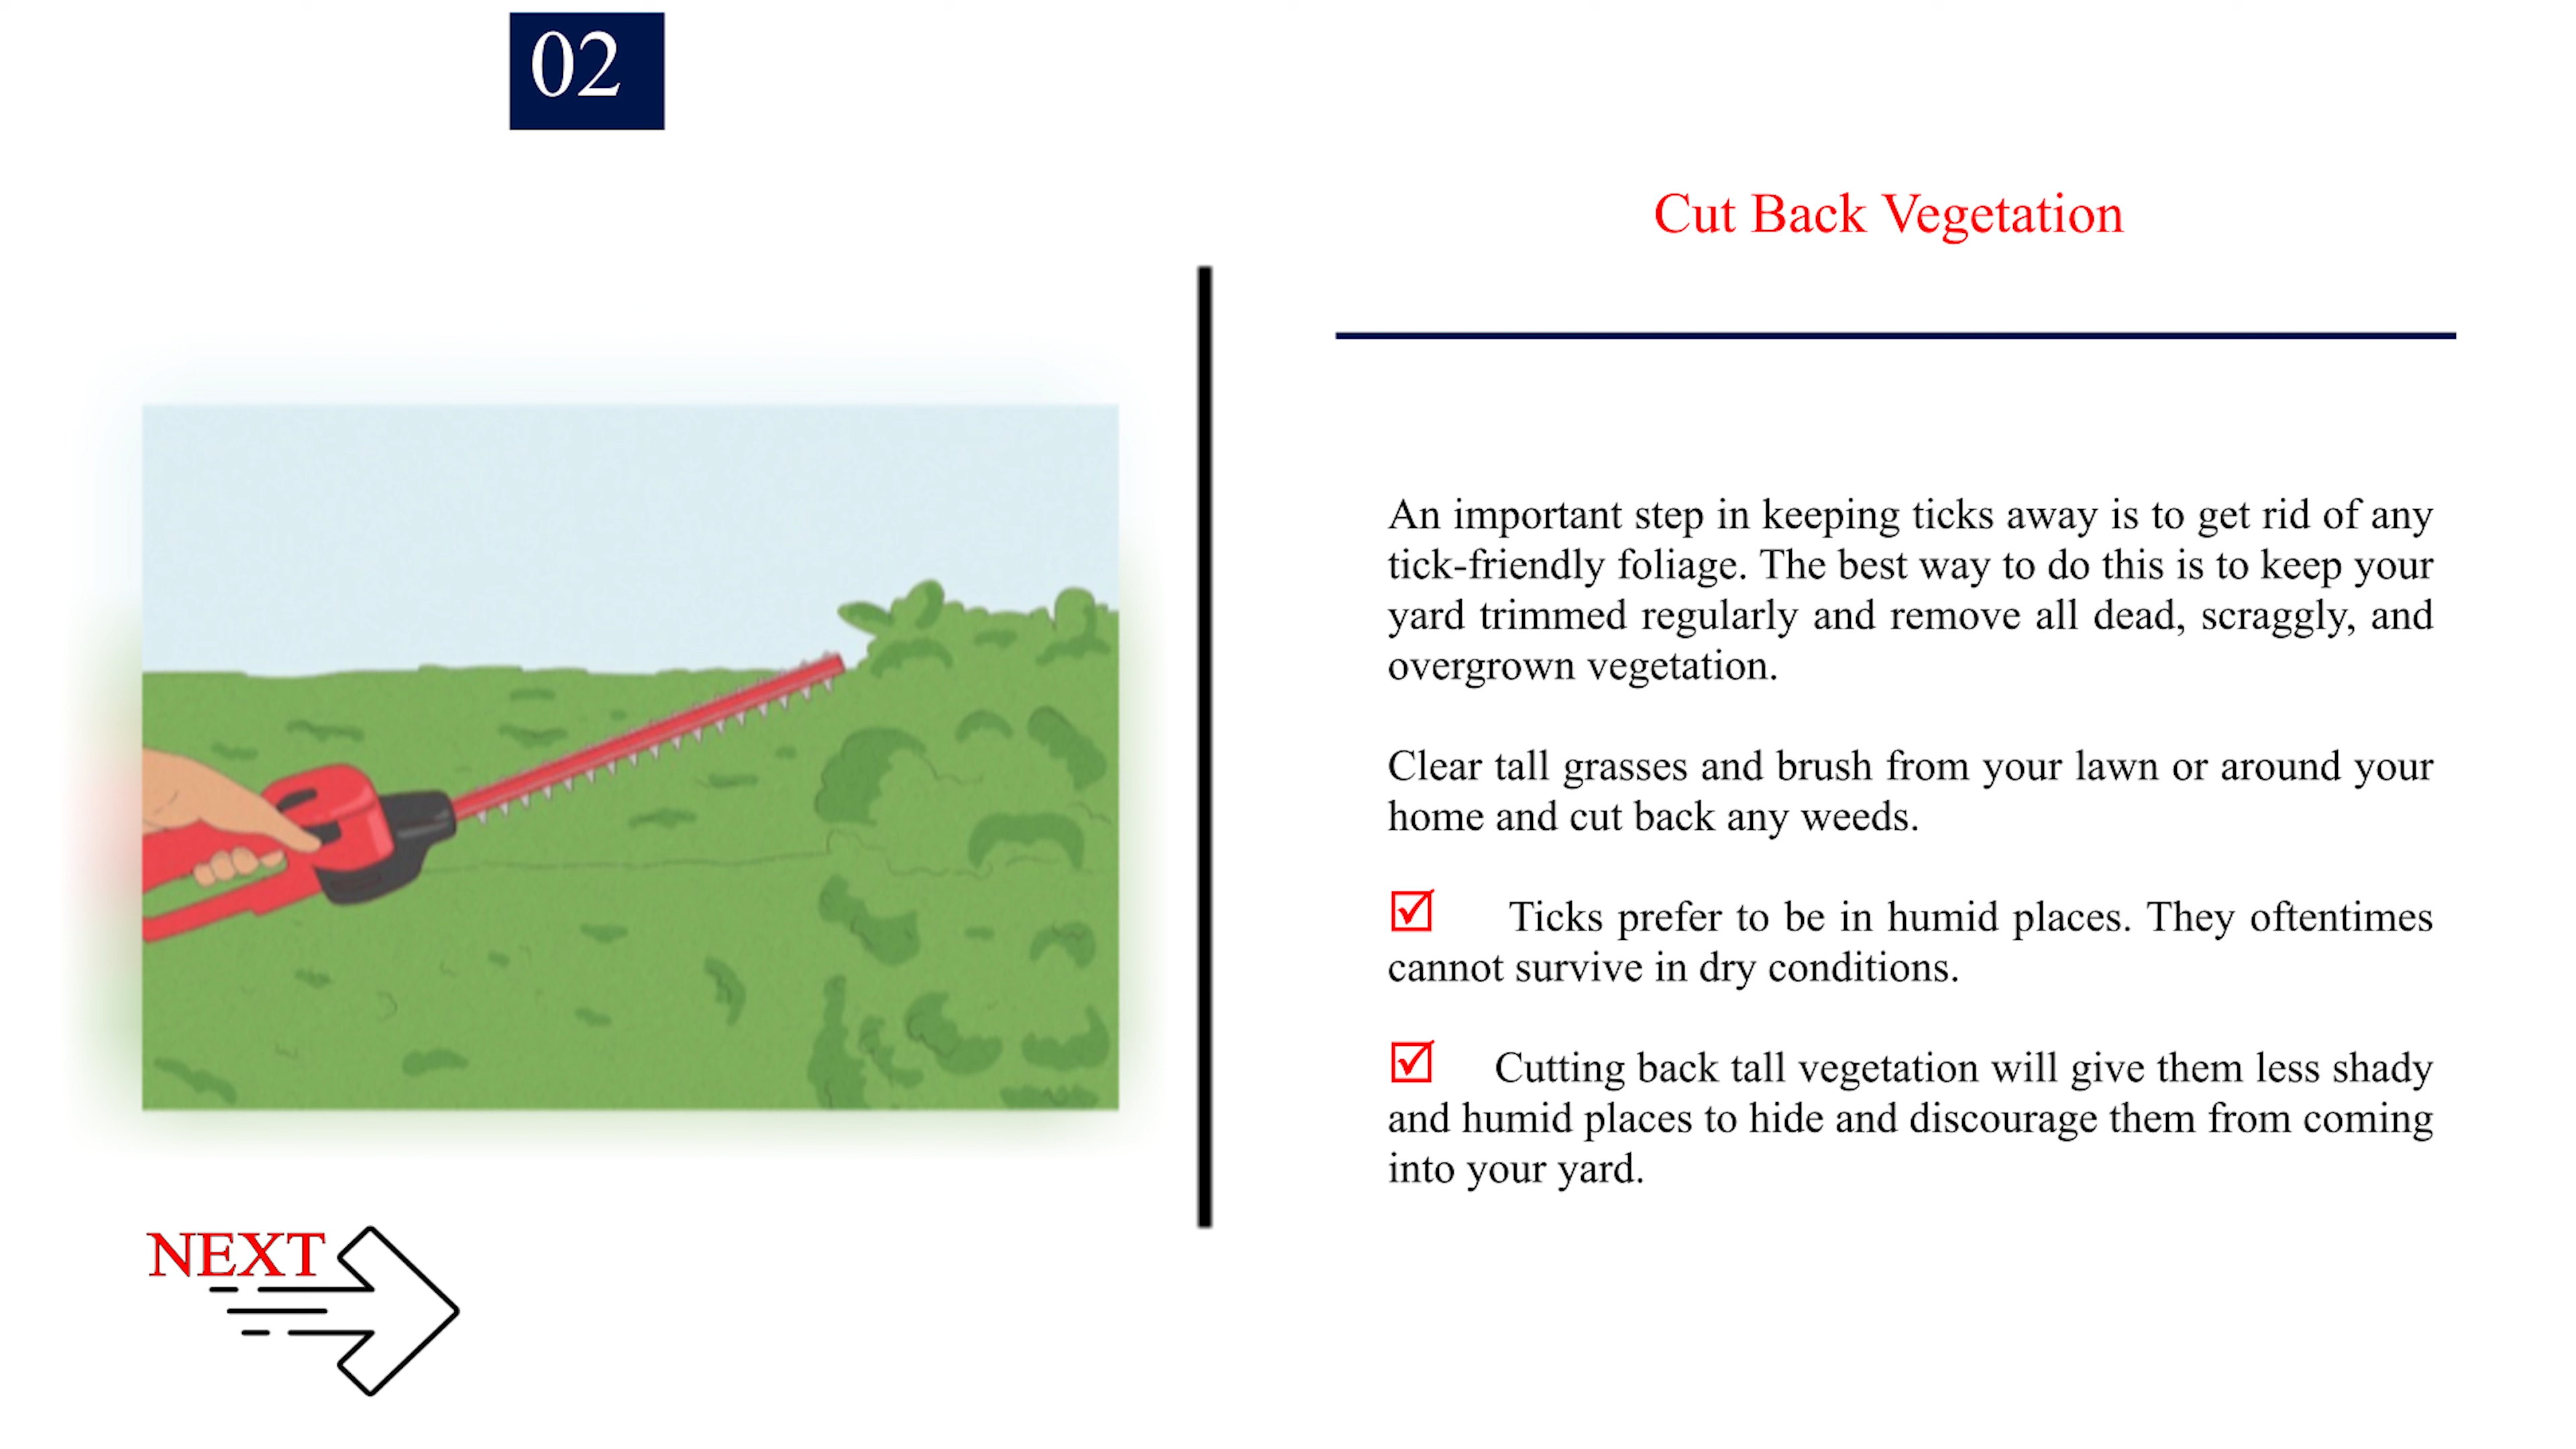 02
Cut Back Vegetation
An important step in keeping ticks away is to get rid of any
tick-friendly foliage. The best way to do this is to keep your
yard trimmed regularly and remove all dead, scraggly, and
overgrown vegetation.
Clear tall grasses and brush from your lawn or around your
home and cut back any weeds.
Ticks prefer to be in humid places. They oftentimes
cannot survive in dry conditions.
Cutting back tall vegetation will give them less shady
and humid places to hide and discourage them from coming
into your yard.
NEXT